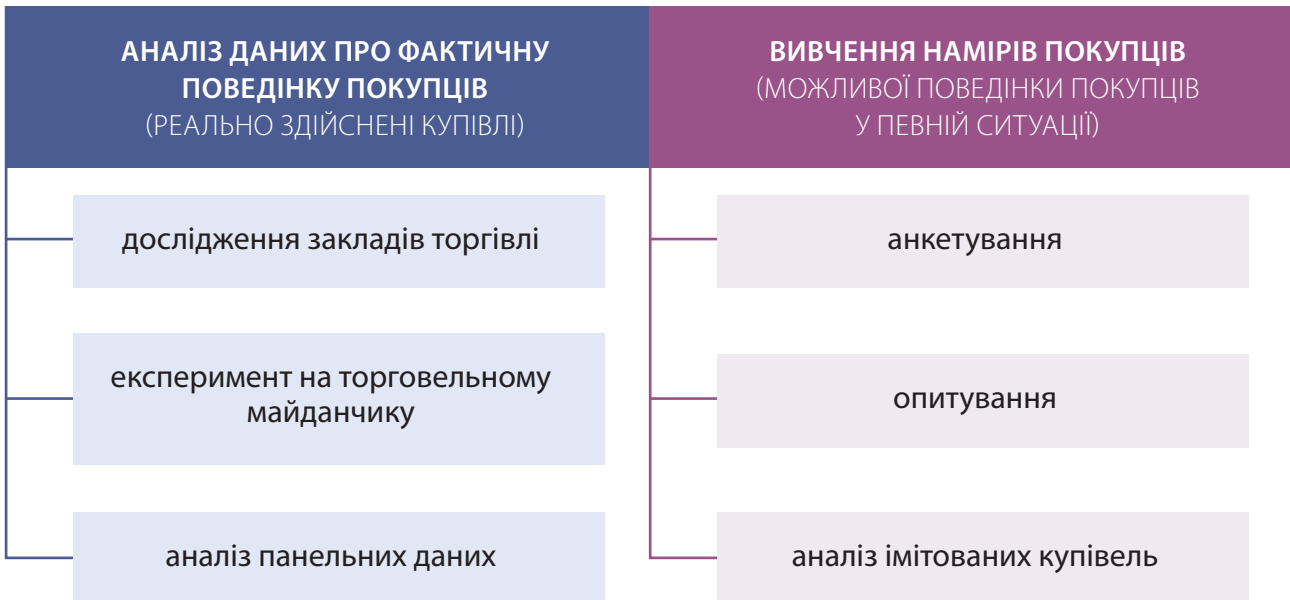 АНАЛІЗ ДАНИХ ПРО ФАКТИЧНУ
ПОВЕДІНКУ ПОКУПЦІВ
(РЕАЛЬНО ЗДІЙСНЕНІ КУПІВЛІ)
дослідження закладів торгівлі
експеримент на торговельному
майданчику
аналіз панельних даних
ВИВЧЕННЯ НАМІРІВ ПОКУПЦІВ
(МОЖЛИВОЇ ПОВЕДІНКИ ПОКУПЦІВ
У ПЕВНІЙ СИТУАЦІЇ)
анкетування
опитування
аналіз імітованих купівель